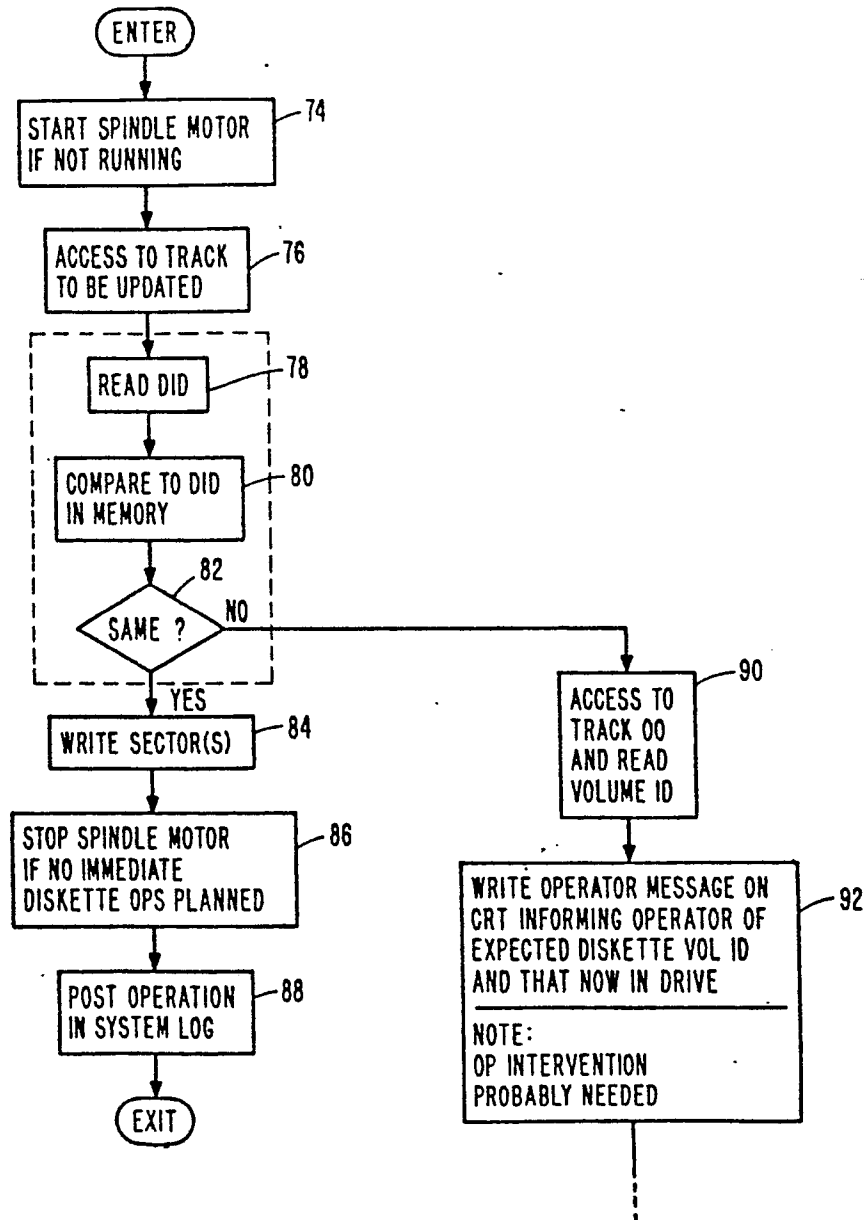 ENTER
74
START SPINDLE MOTOR
IF NOT RUNNING
76
ACCESS TO TRACK
TO BE UPDATED
78
READ DID
80
COMPARE TO DID
IN MEMORY
82
SAME ?
NO
YES
84
WRITE SECTOR(S)
86
STOP SPINDLE MOTOR
IF NO IMMEDIATE
DISKETTE OPS PLANNED
88
POST OPERATION
IN SYSTEM LOG
EXIT
90
ACCESS TO
TRACK 00
AND READ
VOLUME ID
92
WRITE OPERATOR MESSAGE ON
CRT INFORMING OPERATOR OF
EXPECTED DISKETTE VOL ID
AND THAT NOW IN DRIVE
NOTE:
OP INTERVENTION
PROBABLY NEEDED